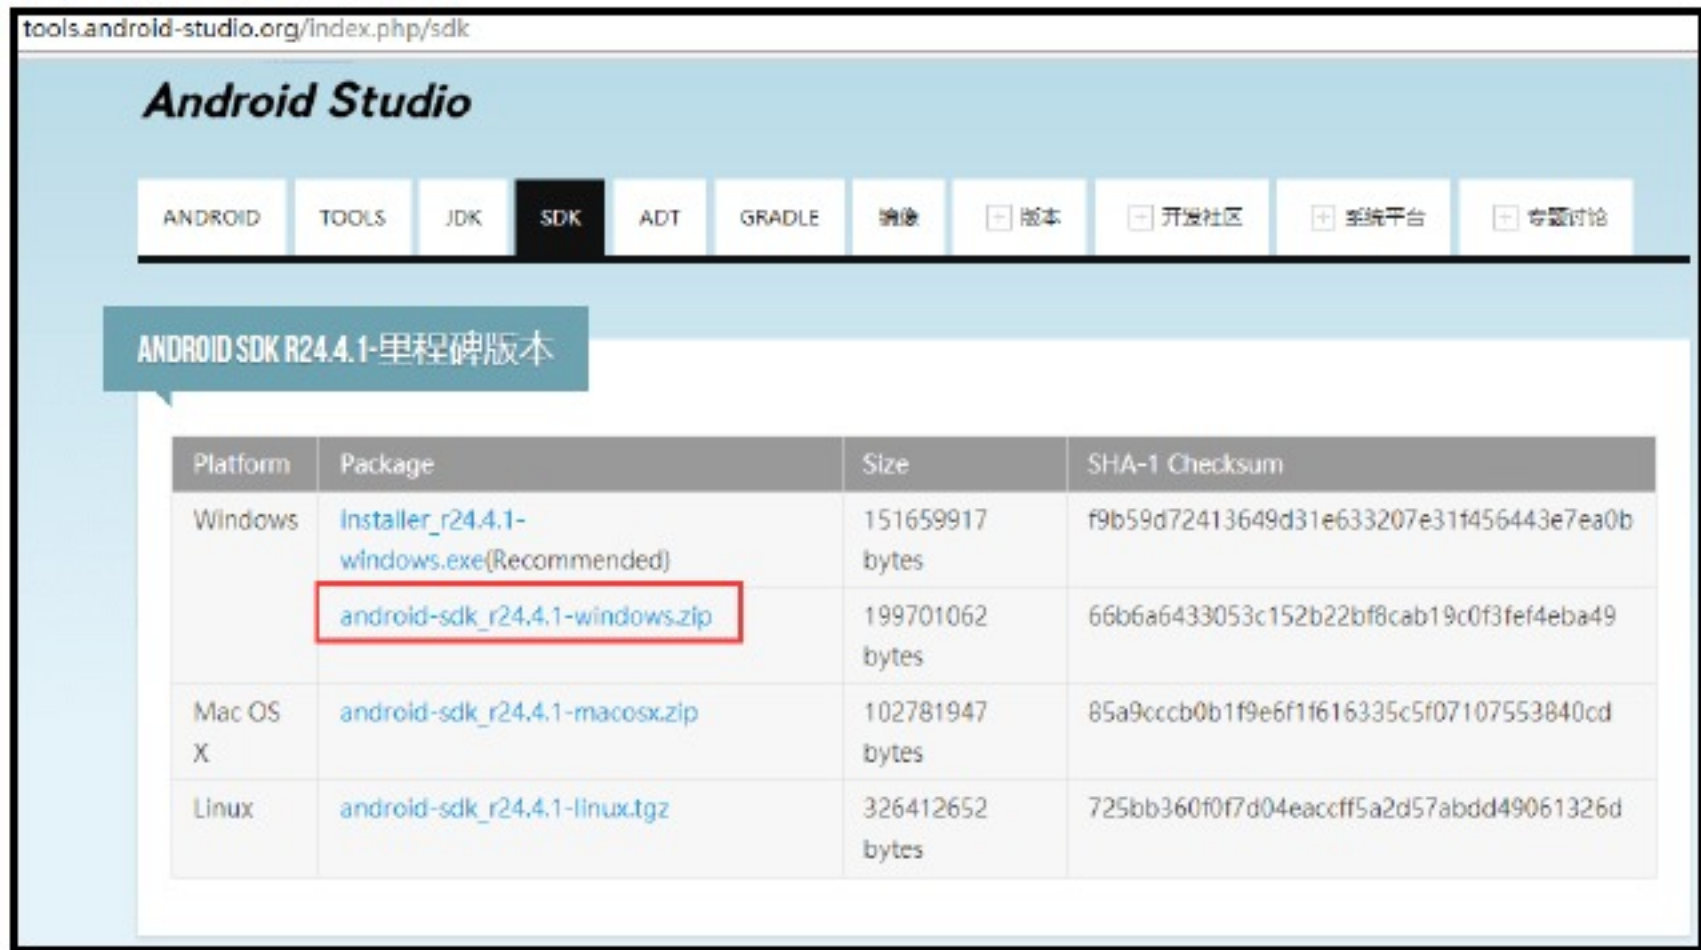 tools.android-studio.org/index.php/sdk
Android Studio
ANDROID TOOLS JDK SDK ADT GRADLE 镜像 + 版本 + 开发社区 + 系统平台 + 专题讨论
ANDROID SDK R24.4.1-里程碑版本
Platform Package Size SHA-1 Checksum
Windows installer_r24.4.1- 151659917 f9b59d72413649d31e633207e31f456443e7ea0b
windows.exe(Recommended) bytes
android-sdk_r24.4.1-windows.zip 199701062 66b6a6433053c152b22bf8cab19c0f3fef4eba49
bytes
Mac OS android-sdk_r24.4.1-macosx.zip 102781947 85a9cccb0b1f9e6f1f616335c5f07107553840cd
X bytes
Linux android-sdk_r24.4.1-linux.tgz 326412652 725bb360f0f7d04eaccff5a2d57abdd49061326d
bytes